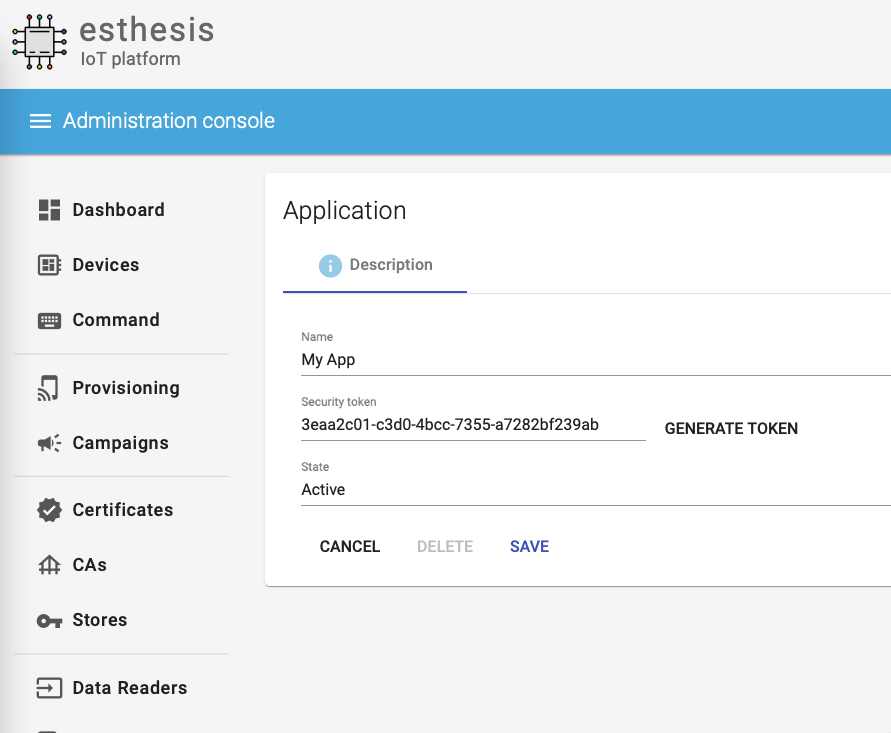 esthesis
IoT platform
Administration console
Dashboard
Devices
Command
Provisioning
Campaigns
Certificates
CAs
Stores
Data Readers
Application
Description
Name
My App
Security token
3eaa2c01-c3d0-4bcc-7355-a7282bf239ab
GENERATE TOKEN
State
Active
CANCEL DELETE SAVE